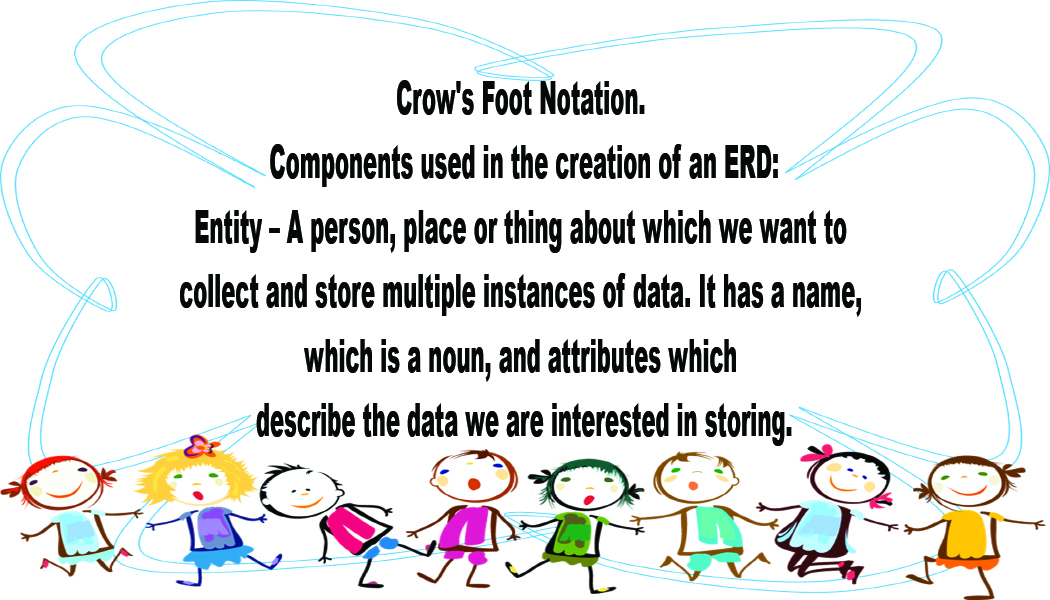 Crow's Foot Notation.
Components used in the creation of an ERD:
Entity – A person, place or thing about which we want to
collect and store multiple instances of data. It has a name,
which is a noun, and attributes which
describe the data we are interested in storing.